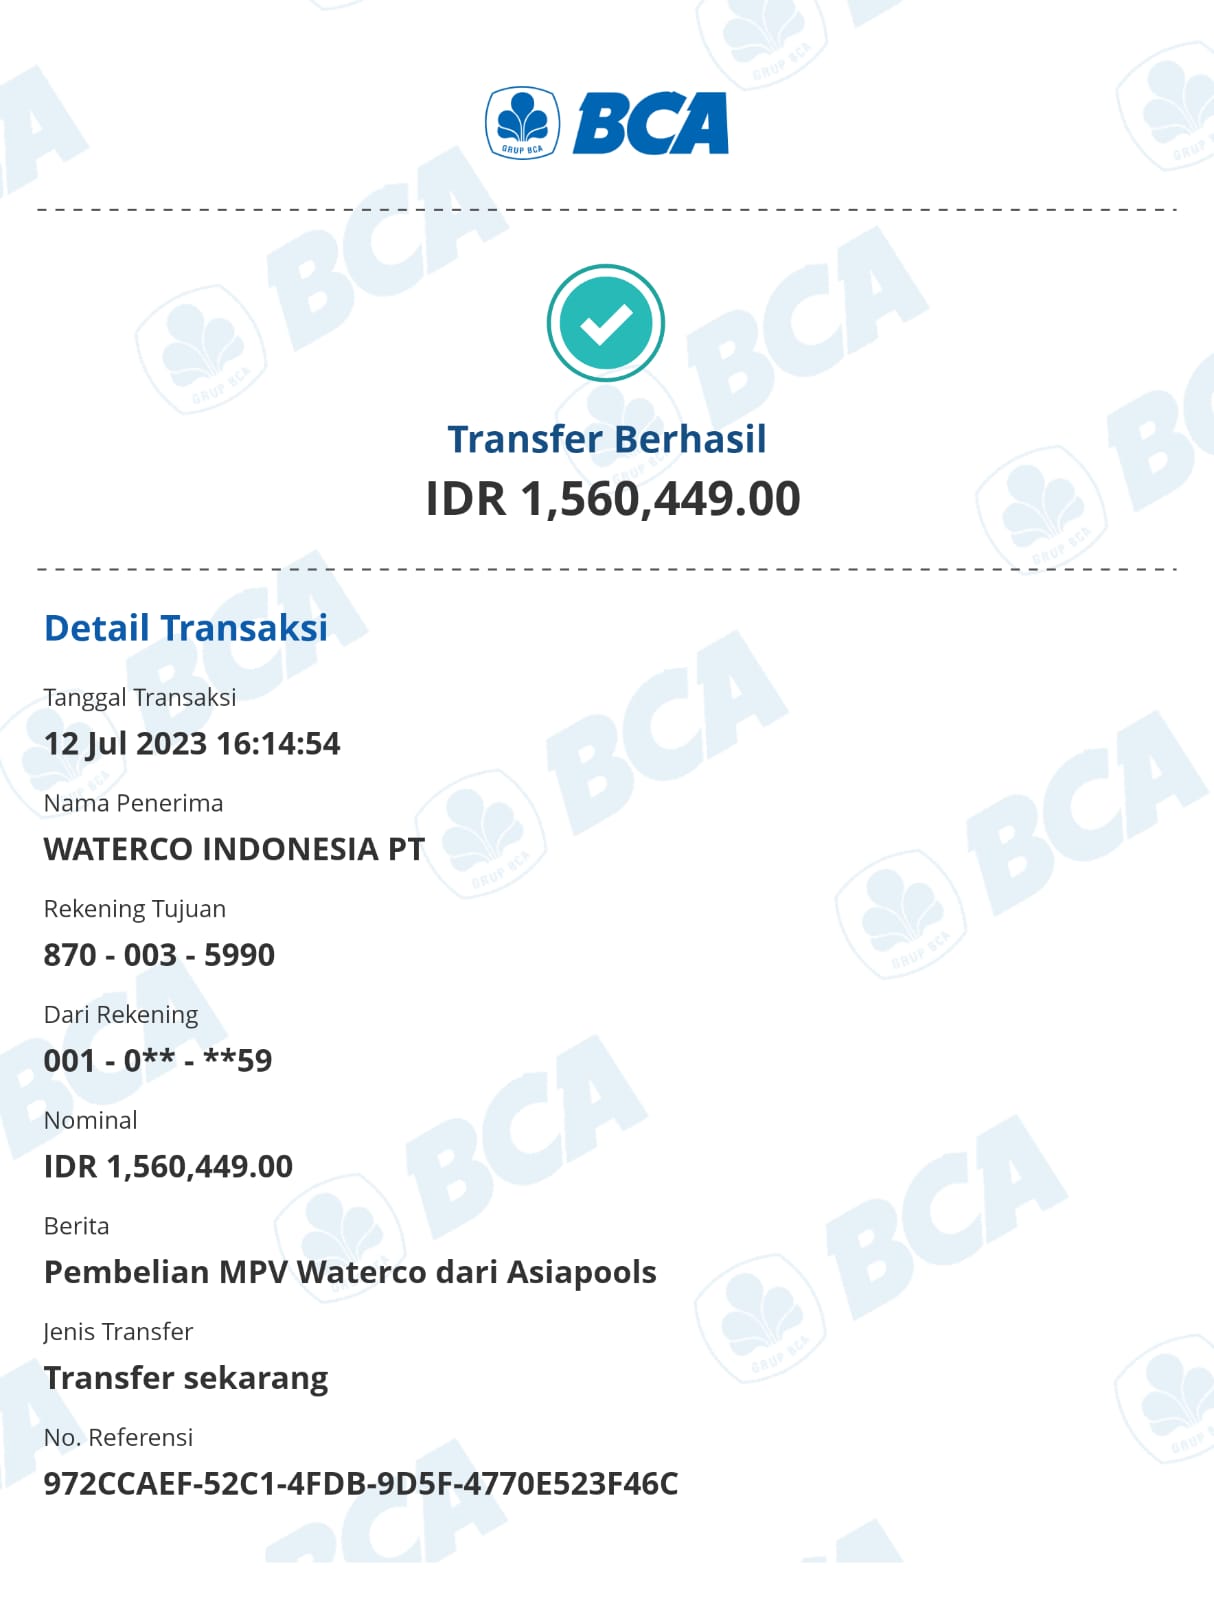 GRUP BCA
BCA
Transfer Berhasil
IDR 1,560,449.00
Detail Transaksi
Tanggal Transaksi
12 Jul 2023 16:14:54
Nama Penerima
WATERCO INDONESIA PT
Rekening Tujuan
870 - 003 - 5990
Dari Rekening
001 - 0** - **59
Nominal
IDR 1,560,449.00
Berita
Pembelian MPV Waterco dari Asiapools
Jenis Transfer
Transfer sekarang
No. Referensi
972CCAEF-52C1-4FDB-9D5F-4770E523F46C